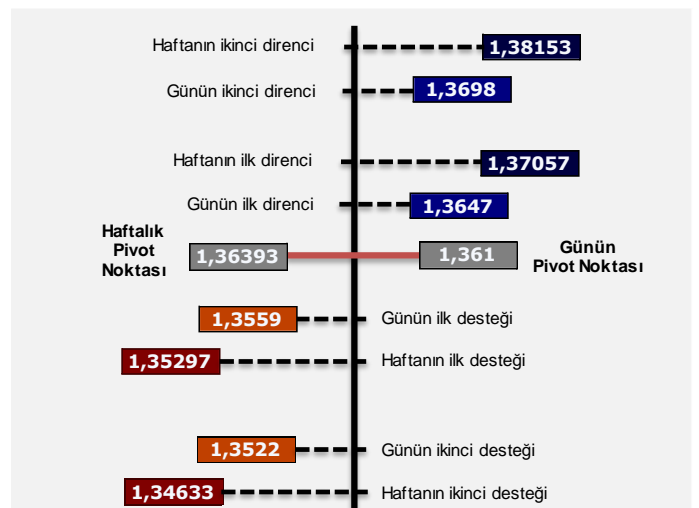 Haftanın ikinci direnci 1,38153
Günün ikinci direnci 1,3698
Haftanın ilk direnci 1,37057
Günün ilk direnci 1,3647
Haftalık
Pivot
Noktası
1,36393
1,361
Günün
Pivot Noktası
1,3559 Günün ilk desteği
1,35297 Haftanın ilk desteği
1,3522 Günün ikinci desteği
1,34633 Haftanın ikinci desteği